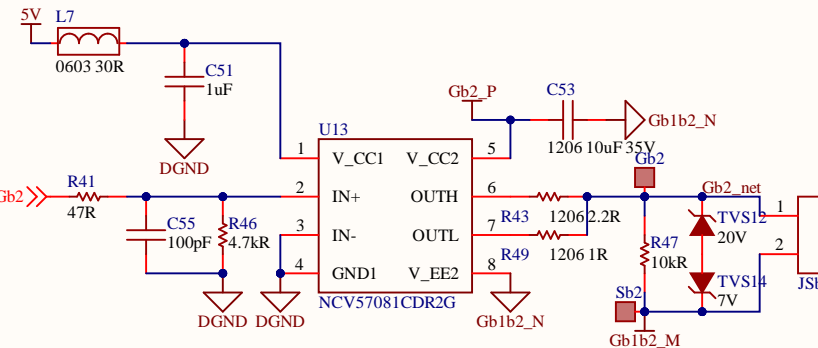 5V
L7
0603 30R
C51
1uF
DGND
Gb2_P
C53
Gb1b2_N
1206 10uF 35V
U13
1
V_CC1
V_CC2
5
2
IN+
OUTH
6
3
IN-
OUTL
7
4
GND1
V_EE2
8
NCV57081CDR2G
Gb2
R41
47R
C55
100pF
R46
4.7kR
DGND
DGND
R43
1206 2.2R
R49
1206 1R
Gb1b2_N
Gb2
Gb2_net
R47
10kR
TVS12
20V
TVS14
7V
Sb2
Gb1b2_M
1
2